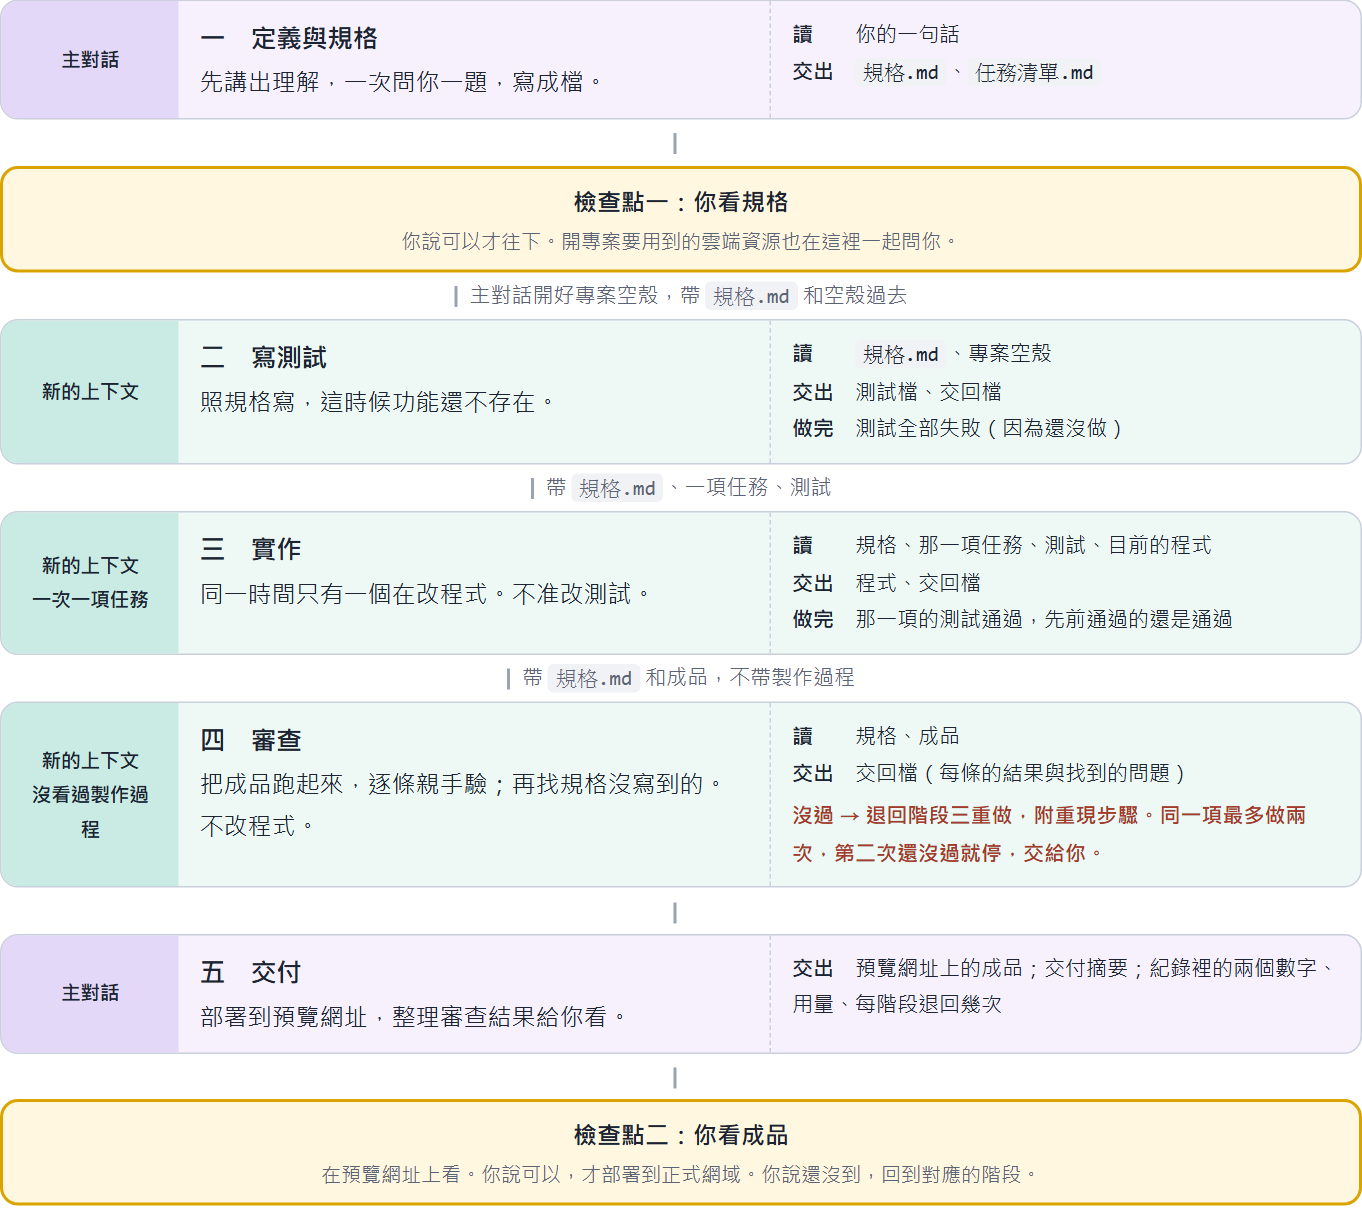 主對話
一　定義與規格
先講出理解，一次問你一題，寫成檔。
讀　你的一句話
交出　規格.md、任務清單.md
檢查點一：你看規格
你說可以才往下。開專案要用到的雲端資源也在這裡一起問你。
主對話開好專案空殼，帶 規格.md 和空殼過去
新的上下文
二　寫測試
照規格寫，這時候功能還不存在。
讀　規格.md、專案空殼
交出　測試檔、交回檔
做完　測試全部失敗（因為還沒做）
帶 規格.md、一項任務、測試
新的上下文
一次一項任務
三　實作
同一時間只有一個在改程式。不准改測試。
讀　規格、那一項任務、測試、目前的程式
交出　程式、交回檔
做完　那一項的測試通過，先前通過的還是通過
帶 規格.md 和成品，不帶製作過程
新的上下文
沒看過製作過
程
四　審查
把成品跑起來，逐條親手驗；再找規格沒寫到的。
不改程式。
讀　規格、成品
交出　交回檔（每條的結果與找到的問題）
沒過 → 退回階段三重做，附重現步驟。同一項最多做兩
次，第二次還沒過就停，交給你。
主對話
五　交付
部署到預覽網址，整理審查結果給你看。
交出　預覽網址上的成品；交付摘要；紀錄裡的兩個數字、
用量、每階段退回幾次
檢查點二：你看成品
在預覽網址上看。你說可以，才部署到正式網域。你說還沒到，回到對應的階段。